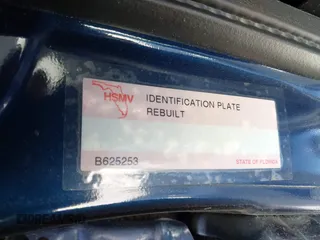 HSMV
IDENTIFICATION PLATE
REBUILT
B625253
STATE OF FLORIDA